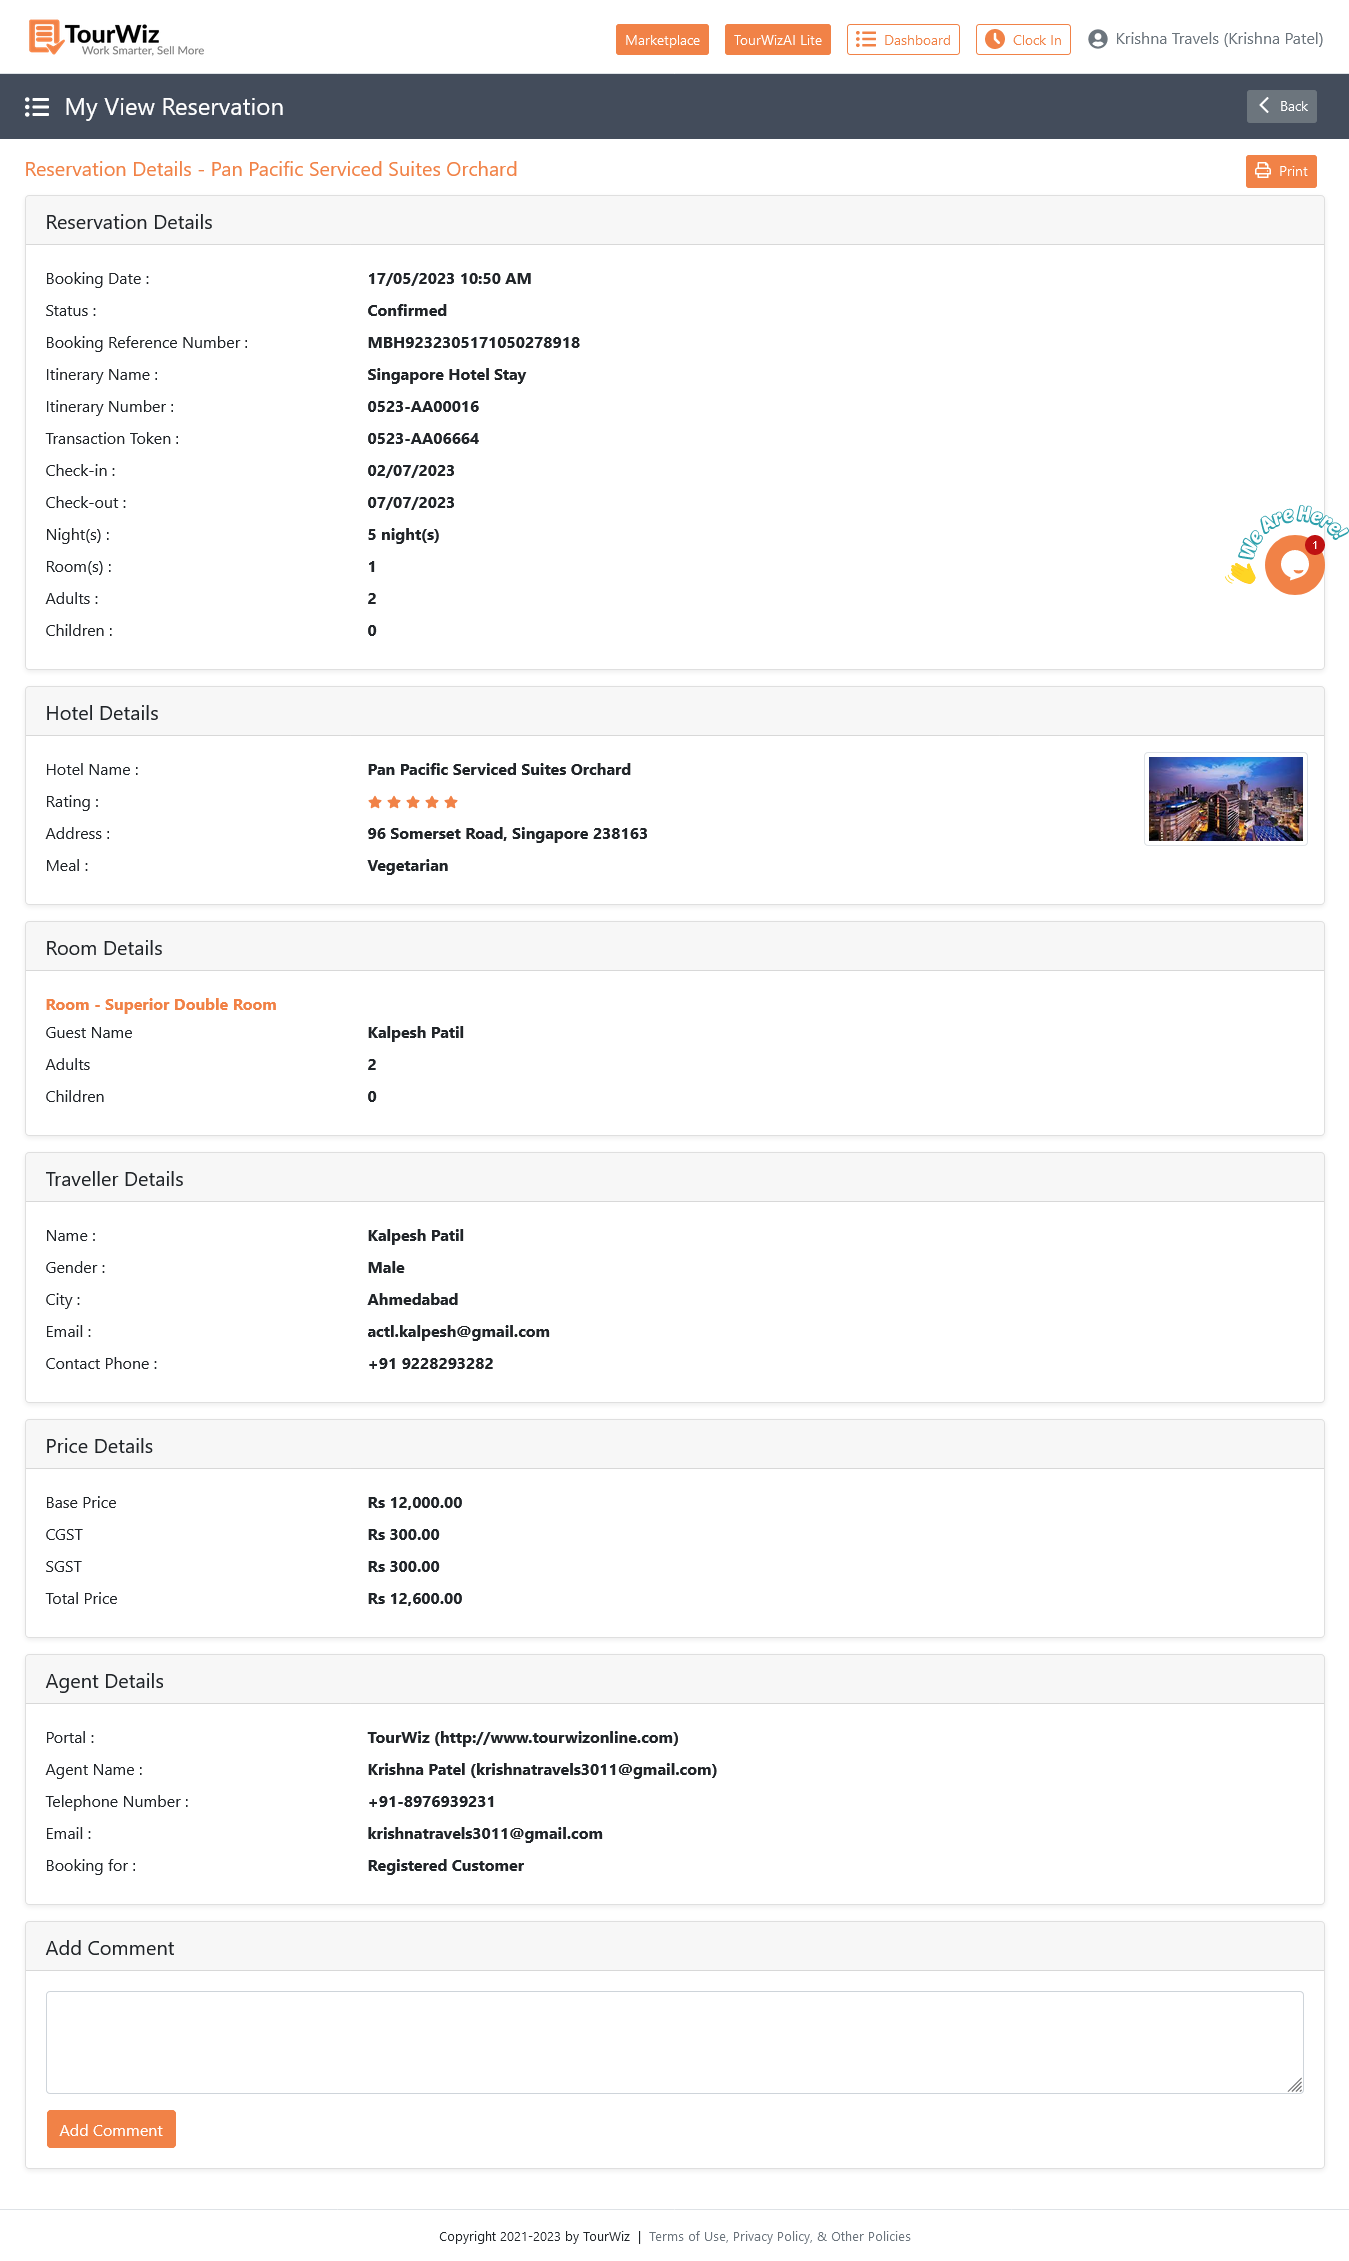 TourWiz
Work Smarter, Sell More
Marketplace
TourWizAI Lite
Dashboard
Clock In
Krishna Travels (Krishna Patel)
My View Reservation
Back
Reservation Details - Pan Pacific Serviced Suites Orchard
Print
Reservation Details
Booking Date : 17/05/2023 10:50 AM
Status : Confirmed
Booking Reference Number : MBH9232305171050278918
Itinerary Name : Singapore Hotel Stay
Itinerary Number : 0523-AA00016
Transaction Token : 0523-AA06664
Check-in : 02/07/2023
Check-out : 07/07/2023
Night(s) : 5 night(s)
Room(s) : 1
Adults : 2
Children : 0
We Are Here!
1
Hotel Details
Hotel Name : Pan Pacific Serviced Suites Orchard
Rating :
Address : 96 Somerset Road, Singapore 238163
Meal : Vegetarian
Room Details
Room - Superior Double Room
Guest Name Kalpesh Patil
Adults 2
Children 0
Traveller Details
Name : Kalpesh Patil
Gender : Male
City : Ahmedabad
Email : actl.kalpesh@gmail.com
Contact Phone : +91 9228293282
Price Details
Base Price Rs 12,000.00
CGST Rs 300.00
SGST Rs 300.00
Total Price Rs 12,600.00
Agent Details
Portal : TourWiz (http://www.tourwizonline.com)
Agent Name : Krishna Patel (krishnatravels3011@gmail.com)
Telephone Number : +91-8976939231
Email : krishnatravels3011@gmail.com
Booking for : Registered Customer
Add Comment
Add Comment
Copyright 2021-2023 by TourWiz | Terms of Use, Privacy Policy, & Other Policies